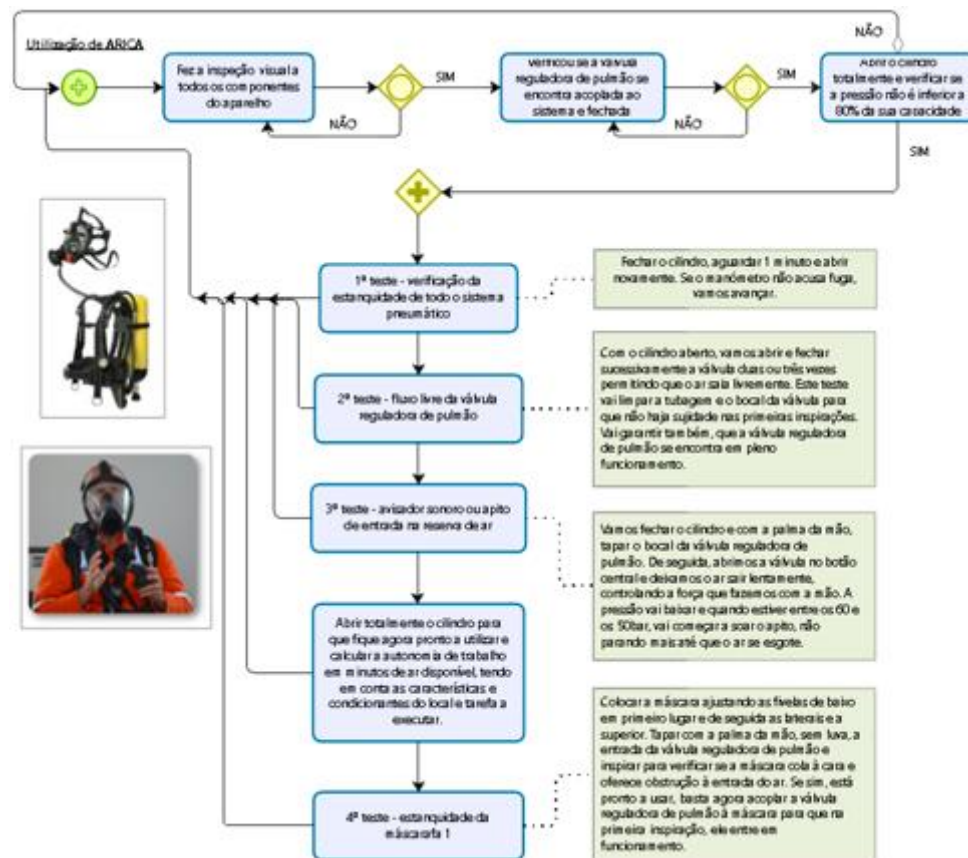 NÃO
Utilização de ARICA
Fez a inspeção visual a
todos os componentes
do aparelho
SIM
NÃO
Verificou se a válvula
reguladora de pulmão se
encontra acoplada ao
sistema e fechada
SIM
NÃO
Abrir o cilindro
totalmente e verificar se
a pressão não é inferior a
80% da sua capacidade
SIM
1º teste - verificação da
estanquidade de todo o sistema
pneumático
Fechar o cilindro, aguardar 1 minuto e abrir
novamente. Se o manómetro não acusa fuga,
vamos avançar.
2º teste - fluxo livre da válvula
reguladora de pulmão
Com o cilindro aberto, vamos abrir e fechar
sucessivamente a válvula duas ou três vezes
permitindo que o ar saia livremente. Este teste
vai limpar a tubagem e o bocal da válvula para
que não haja sujidade nas primeiras inspirações.
Vai garantir também, que a válvula reguladora
de pulmão se encontra em pleno
funcionamento.
3º teste - avisador sonoro ou apito
de entrada na reserva de ar
Vamos fechar o cilindro e com a palma da mão,
tapar o bocal da válvula reguladora de
pulmão. De seguida, abrimos a válvula no botão
central e deixamos o ar sair lentamente,
controlando a força que fazemos com a mão. A
pressão vai baixar e quando estiver entre os 60 e
os 50bar, vai começar a soar o apito, não
parando mais até que o ar se esgote.
Abrir totalmente o cilindro para
que fique agora pronto a utilizar e
calcular a autonomia de trabalho
em minutos de ar disponível, tendo
em conta as características e
condicionantes do local e tarefa a
executar.
Colocar a máscara ajustando as fivelas de baixo
em primeiro lugar e de seguida as laterais e a
superior. Tapar com a palma da mão, sem luva, a
entrada da válvula reguladora de pulmão e
inspirar para verificar se a máscara cola à cara e
oferece obstrução à entrada do ar. Se sim, está
pronto a usar, basta agora acoplar a válvula
reguladora de pulmão à máscara para que na
primeira inspiração, ele entre em
funcionamento.
4º teste - estanquidade da
máscarafa 1